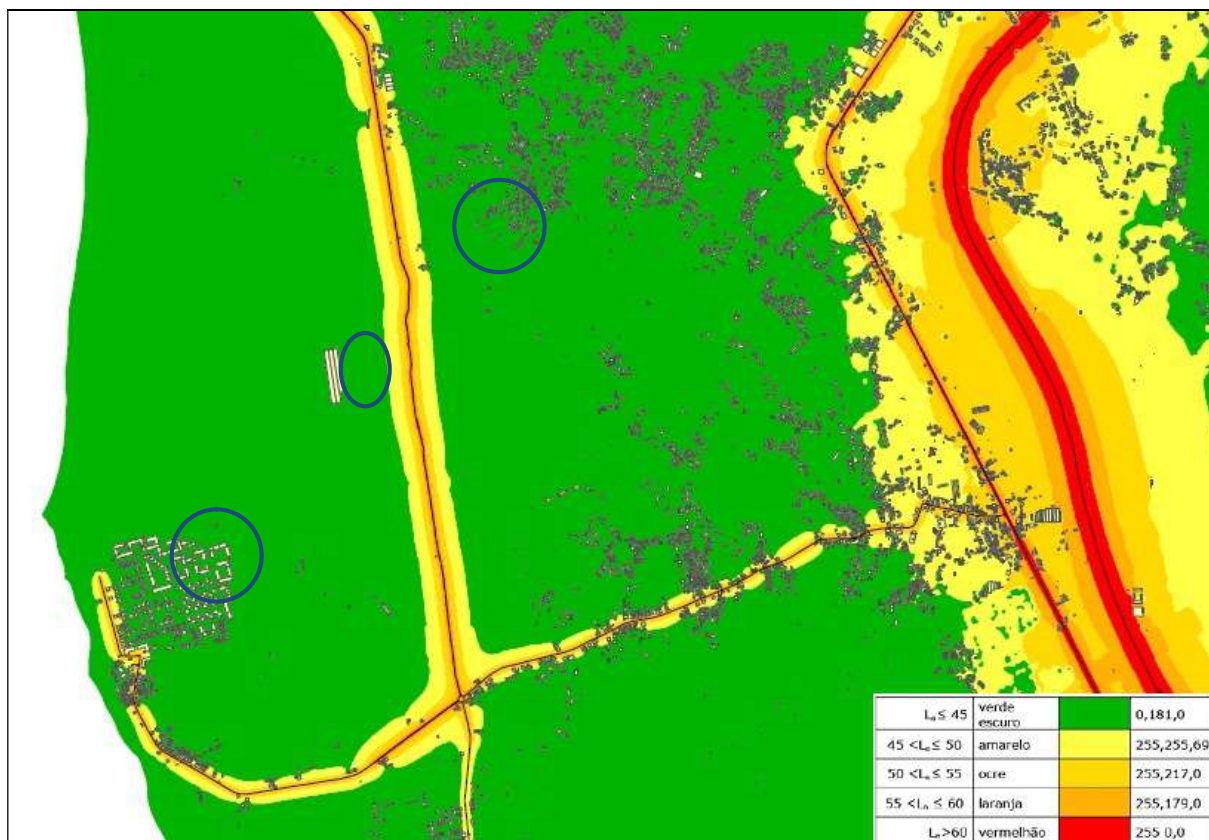 Lₙ ≤ 45 verde escuro 0,181,0
45 <Lₙ ≤ 50 amarelo 255,255,69
50 <Lₙ ≤ 55 ocre 255,217,0
55 <Lₙ ≤ 60 laranja 255,179,0
Lₙ>60 vermelhão 255 0,0